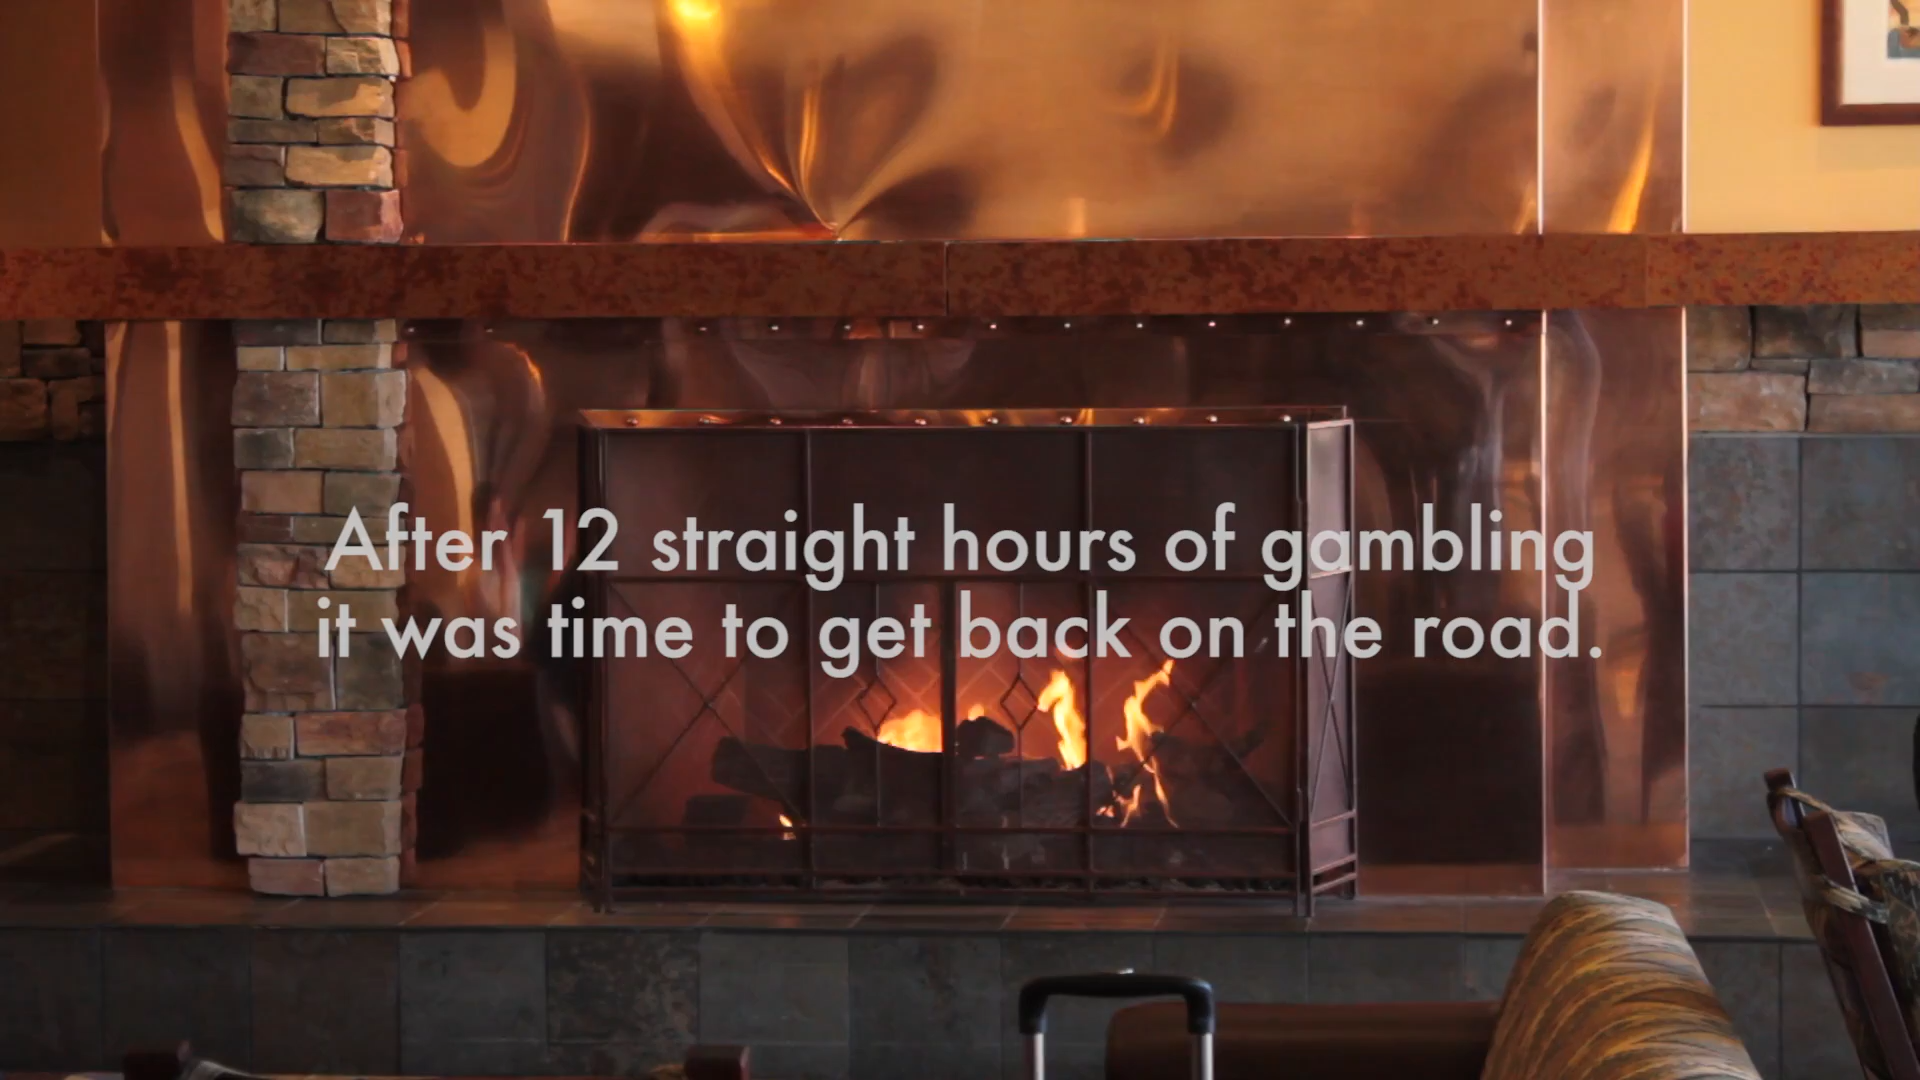 After 12 straight hours of gambling
it was time to get back on the road.